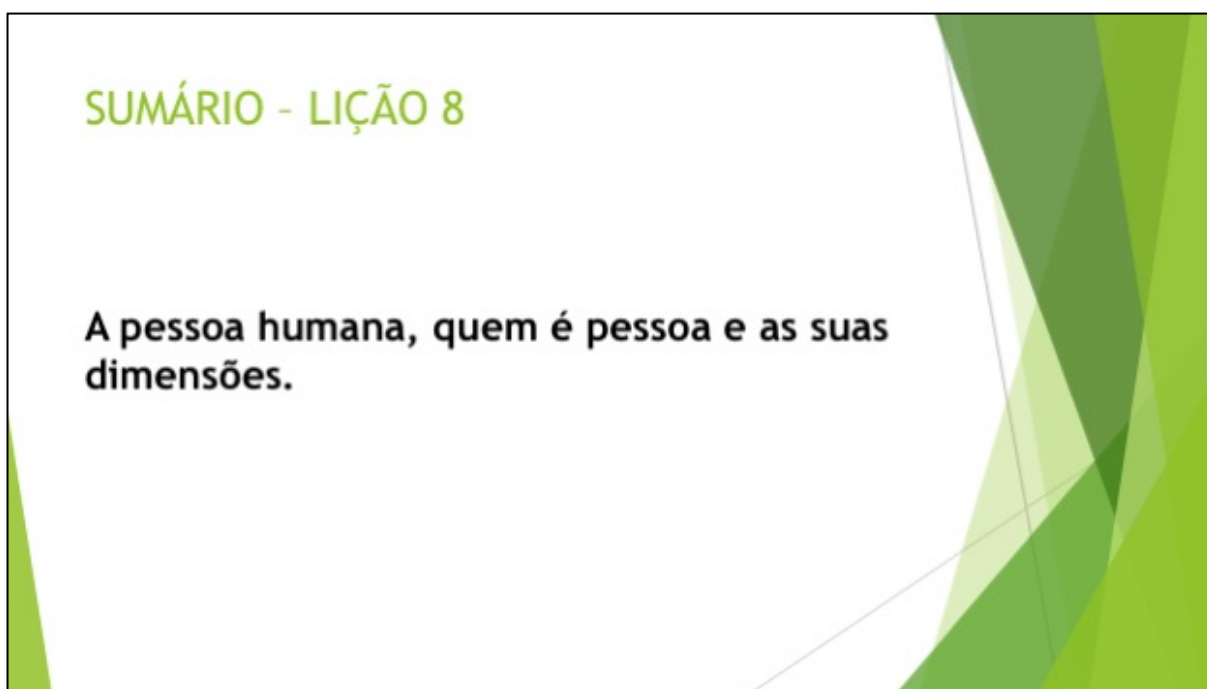 SUMÁRIO – LIÇÃO 8
A pessoa humana, quem é pessoa e as suas
dimensões.